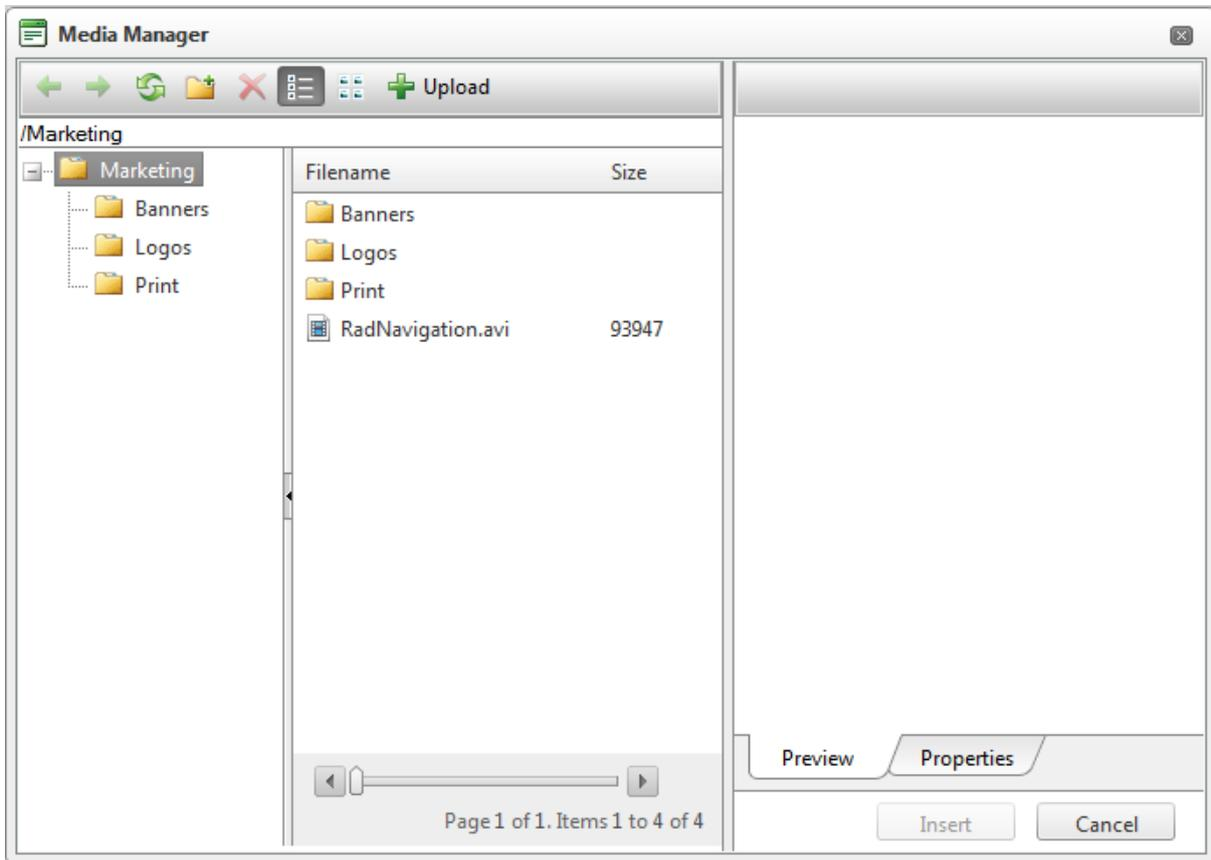 Media Manager
Upload
/Marketing
Marketing
Banners
Logos
Print
Filename Size
Banners
Logos
Print
RadNavigation.avi 93947
Page 1 of 1. Items 1 to 4 of 4
Preview Properties
Insert Cancel